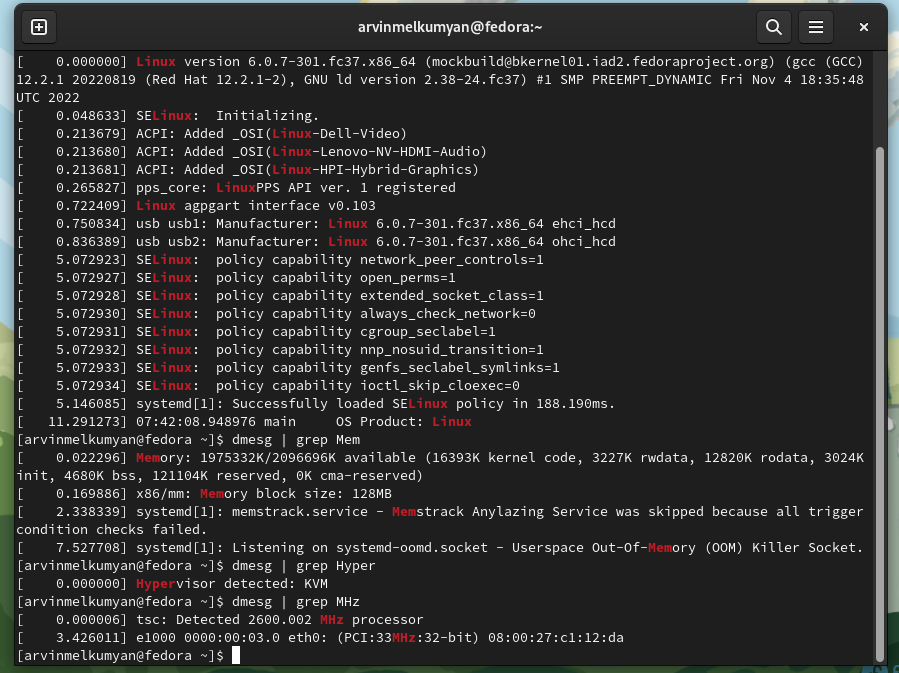 arvinmelkumyan@fedora:~
[    0.000000] Linux version 6.0.7-301.fc37.x86_64 (mockbuild@bkernel01.iad2.fedoraproject.org) (gcc (GCC)
12.2.1 20220819 (Red Hat 12.2.1-2), GNU ld version 2.38-24.fc37) #1 SMP PREEMPT_DYNAMIC Fri Nov 4 18:35:48
UTC 2022
[    0.048633] SELinux:  Initializing.
[    0.213679] ACPI: Added _OSI(Linux-Dell-Video)
[    0.213680] ACPI: Added _OSI(Linux-Lenovo-NV-HDMI-Audio)
[    0.213681] ACPI: Added _OSI(Linux-HPI-Hybrid-Graphics)
[    0.265827] pps_core: LinuxPPS API ver. 1 registered
[    0.722409] Linux agpgart interface v0.103
[    0.750834] usb usb1: Manufacturer: Linux 6.0.7-301.fc37.x86_64 ehci_hcd
[    0.836389] usb usb2: Manufacturer: Linux 6.0.7-301.fc37.x86_64 ohci_hcd
[    5.072923] SELinux:  policy capability network_peer_controls=1
[    5.072927] SELinux:  policy capability open_perms=1
[    5.072928] SELinux:  policy capability extended_socket_class=1
[    5.072930] SELinux:  policy capability always_check_network=0
[    5.072931] SELinux:  policy capability cgroup_seclabel=1
[    5.072932] SELinux:  policy capability nnp_nosuid_transition=1
[    5.072933] SELinux:  policy capability genfs_seclabel_symlinks=1
[    5.072934] SELinux:  policy capability ioctl_skip_cloexec=0
[    5.146085] systemd[1]: Successfully loaded SELinux policy in 188.190ms.
[   11.291273] 07:42:08.948976 main     OS Product: Linux
[arvinmelkumyan@fedora ~]$ dmesg | grep Mem
[    0.022296] Memory: 1975332K/2096696K available (16393K kernel code, 3227K rwdata, 12820K rodata, 3024K
init, 4680K bss, 121104K reserved, 0K cma-reserved)
[    0.169886] x86/mm: Memory block size: 128MB
[    2.338339] systemd[1]: memstrack.service - Memstrack Anylazing Service was skipped because all trigger
condition checks failed.
[    7.527708] systemd[1]: Listening on systemd-oomd.socket - Userspace Out-Of-Memory (OOM) Killer Socket.
[arvinmelkumyan@fedora ~]$ dmesg | grep Hyper
[    0.000000] Hypervisor detected: KVM
[arvinmelkumyan@fedora ~]$ dmesg | grep MHz
[    0.000006] tsc: Detected 2600.002 MHz processor
[    3.426011] e1000 0000:00:03.0 eth0: (PCI:33MHz:32-bit) 08:00:27:c1:12:da
[arvinmelkumyan@fedora ~]$